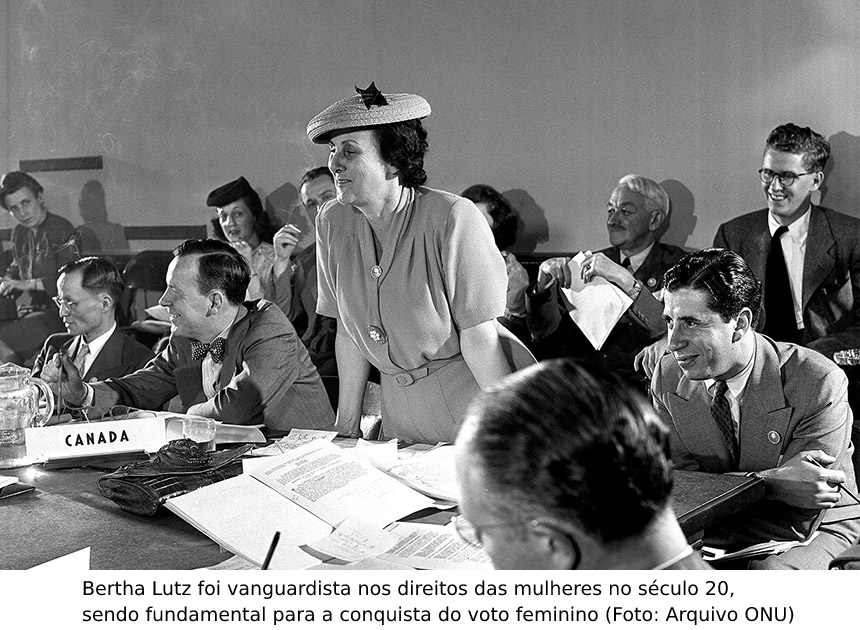 CANADA
Bertha Lutz foi vanguardista nos direitos das mulheres no século 20,
sendo fundamental para a conquista do voto feminino (Foto: Arquivo ONU)